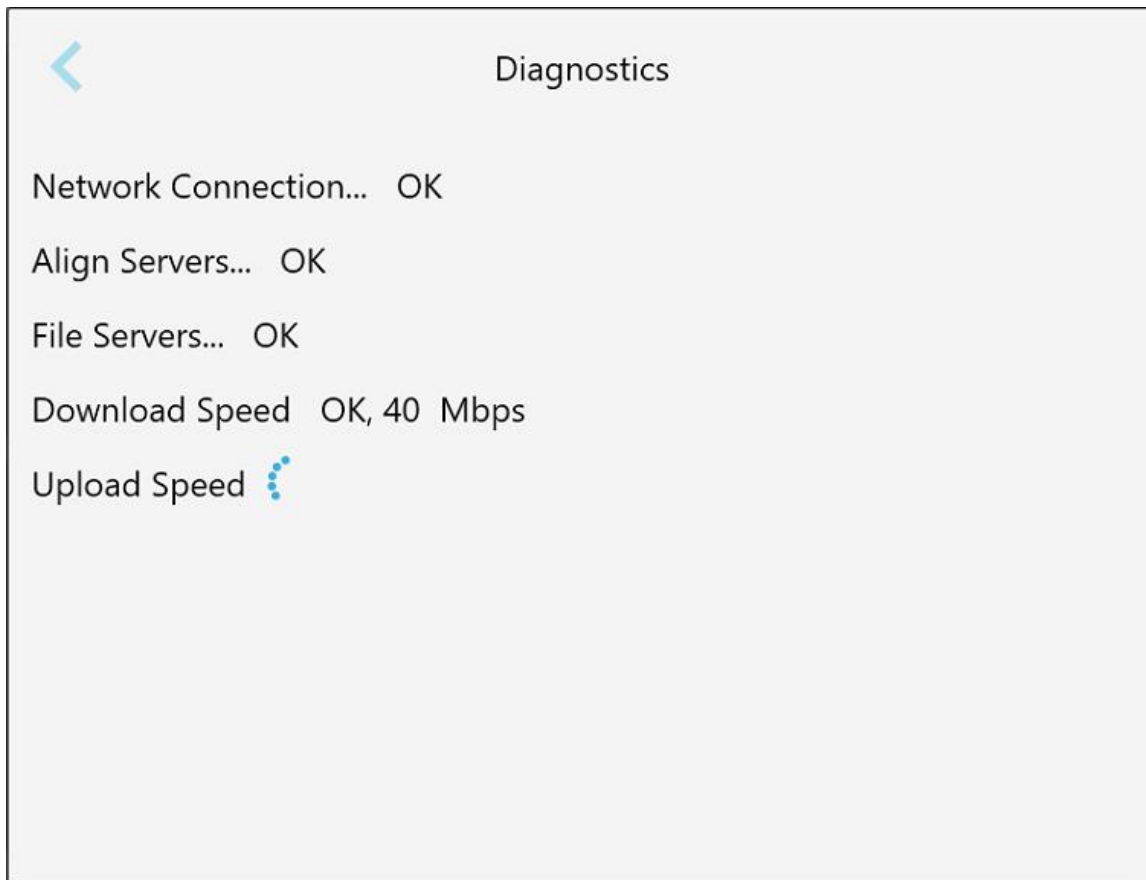 Diagnostics
Network Connection... OK
Align Servers... OK
File Servers... OK
Download Speed OK, 40 Mbps
Upload Speed